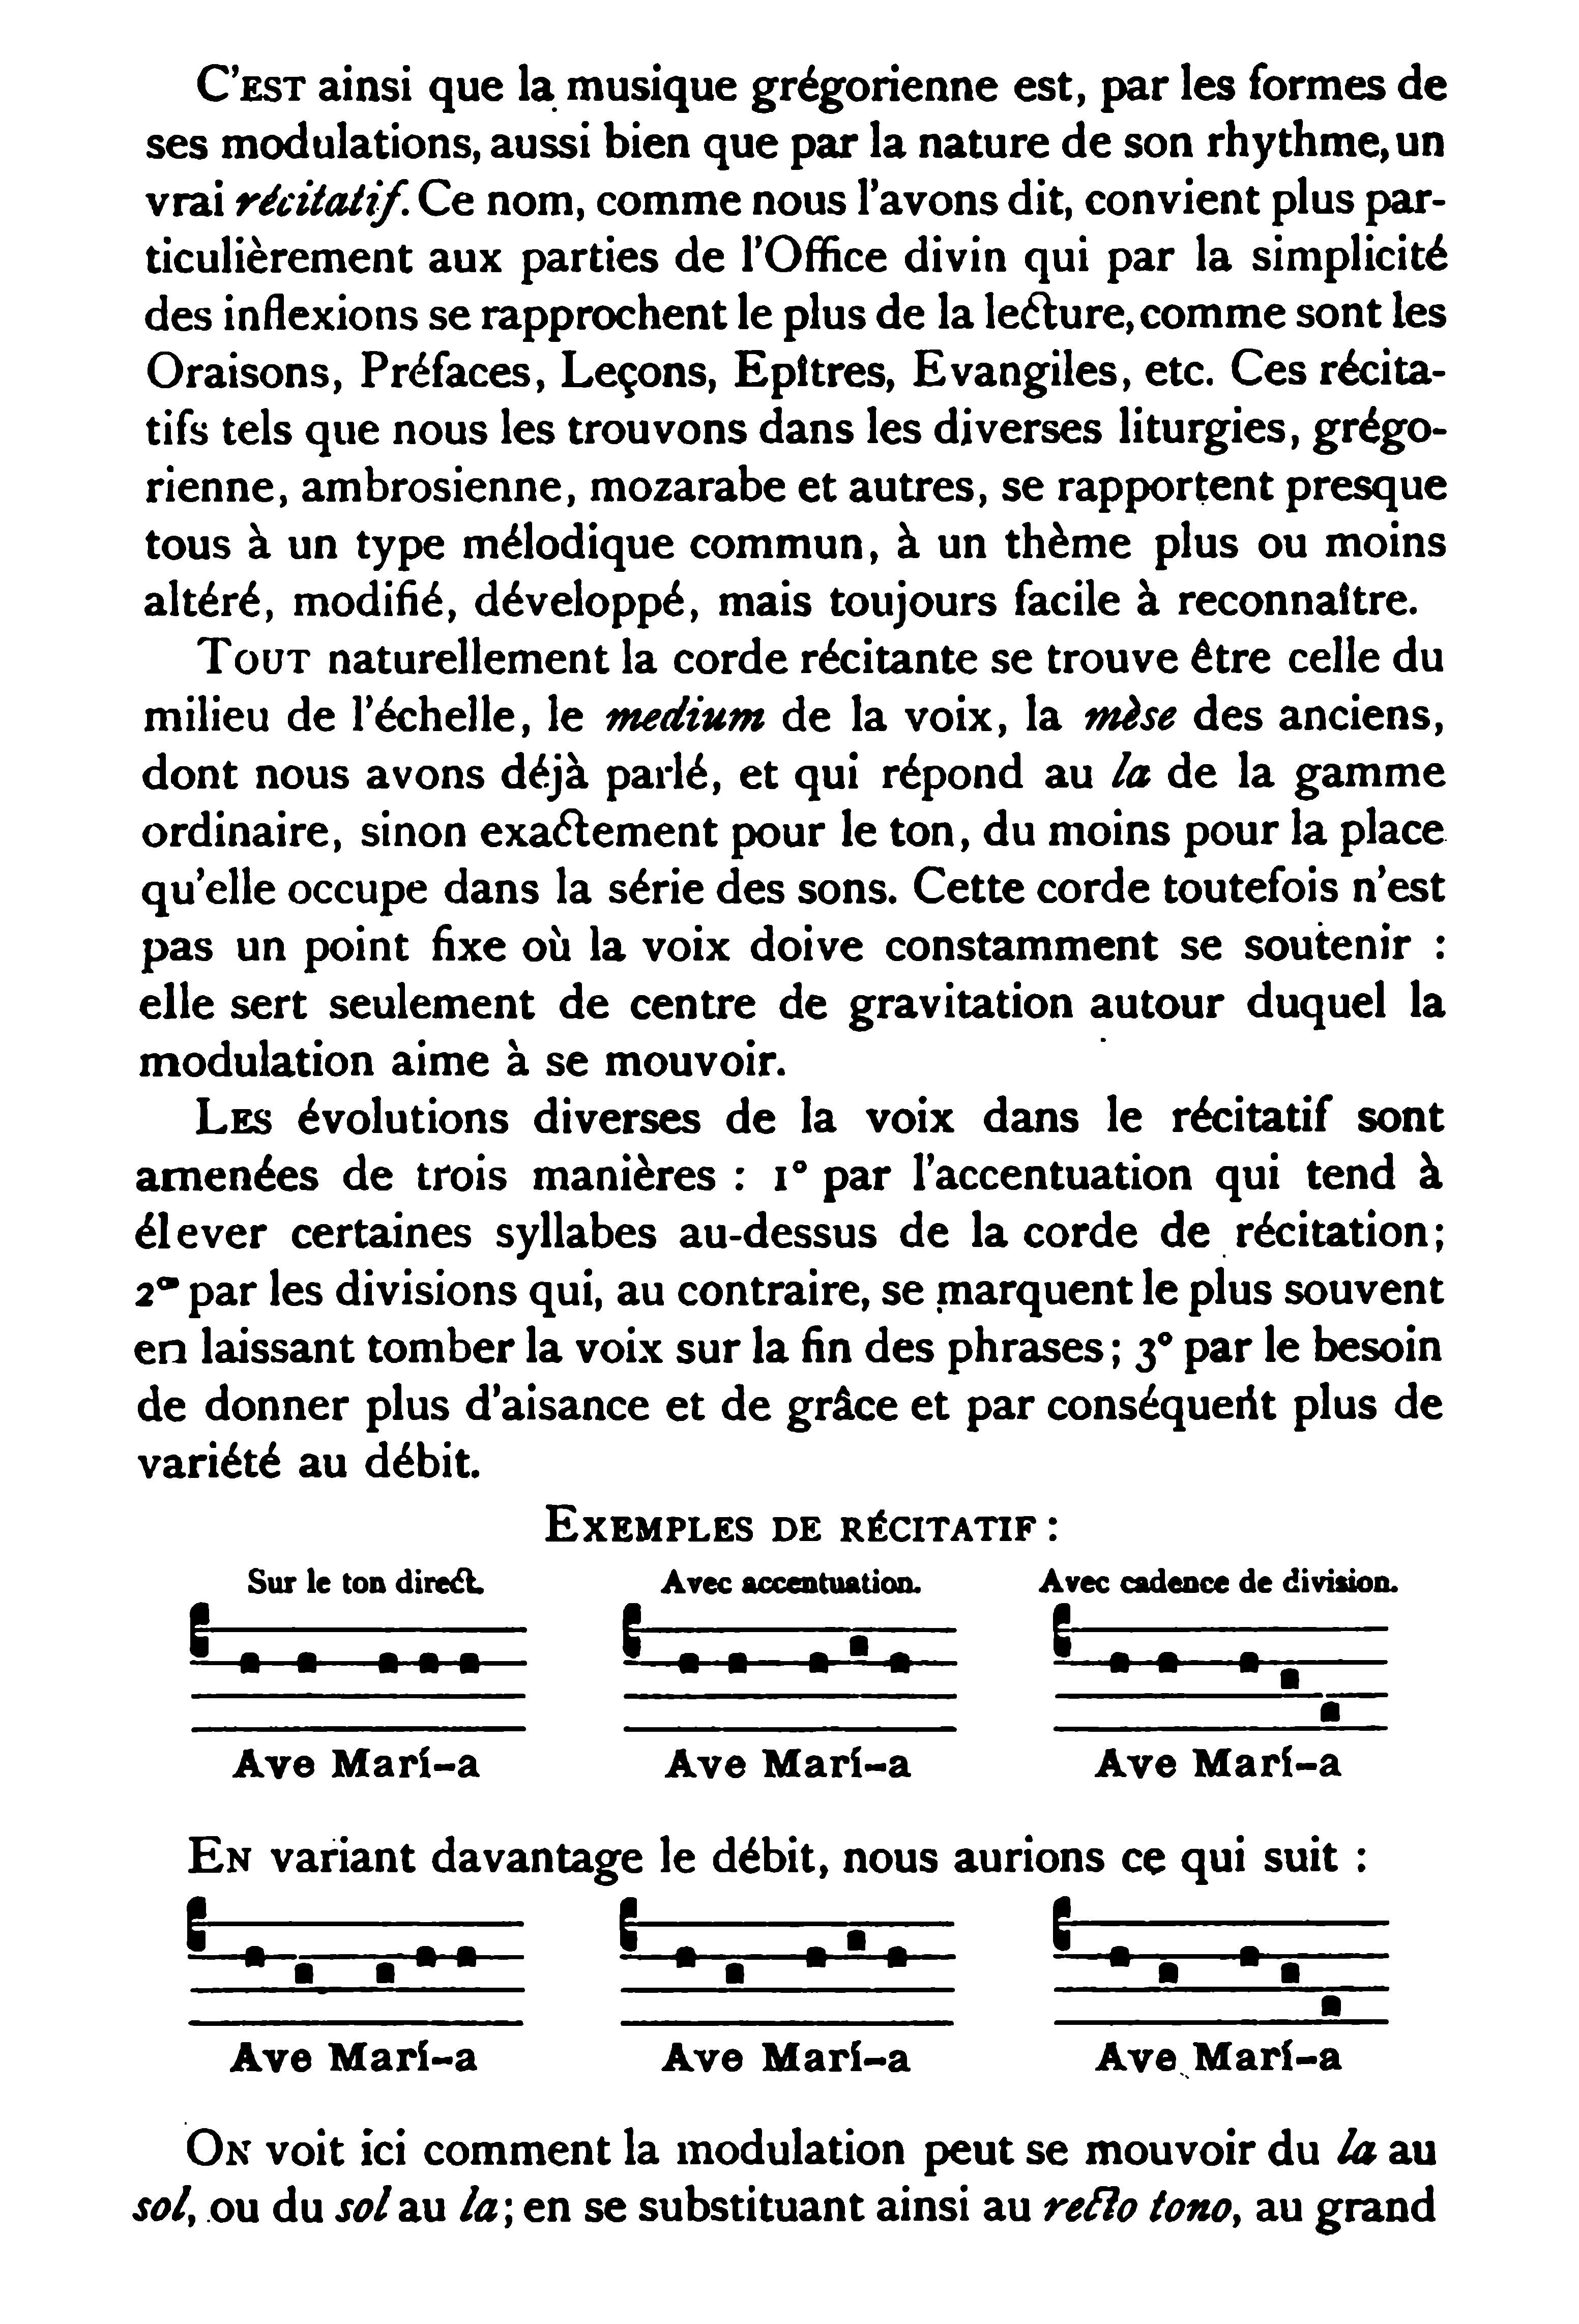 C'EST ainsi que la musique grégorienne est, par les formes de
ses modulations, aussi bien que par la nature de son rhythme, un
vrai récitatif. Ce nom, comme nous l'avons dit, convient plus par-
ticulièrement aux parties de l'Office divin qui par la simplicité
des inflexions se rapprochent le plus de la lecture, comme sont les
Oraisons, Préfaces, Leçons, Epîtres, Evangiles, etc. Ces récita-
tifs tels que nous les trouvons dans les diverses liturgies, grégo-
rienne, ambrosienne, mozarabe et autres, se rapportent presque
tous à un type mélodique commun, à un thème plus ou moins
altéré, modifié, développé, mais toujours facile à reconnaître.
TOUT naturellement la corde récitante se trouve être celle du
milieu de l'échelle, le medium de la voix, la mèse des anciens,
dont nous avons déjà parlé, et qui répond au la de la gamme
ordinaire, sinon exactement pour le ton, du moins pour la place
qu'elle occupe dans la série des sons. Cette corde toutefois n'est
pas un point fixe où la voix doive constamment se soutenir :
elle sert seulement de centre de gravitation autour duquel la
modulation aime à se mouvoir.
LES évolutions diverses de la voix dans le récitatif sont
amenées de trois manières : 1° par l'accentuation qui tend à
élever certaines syllabes au-dessus de la corde de récitation;
2° par les divisions qui, au contraire, se marquent le plus souvent
en laissant tomber la voix sur la fin des phrases; 3° par le besoin
de donner plus d'aisance et de grâce et par conséquent plus de
variété au débit.
EXEMPLES DE RÉCITATIF :
Sur le ton direct. Avec accentuation. Avec cadence de division.
Ave Marí-a Ave Marí-a Ave Marí-a
EN variant davantage le débit, nous aurions ce qui suit :
Ave Marí-a Ave Marí-a Ave Marí-a
ON voit ici comment la modulation peut se mouvoir du la au
sol, ou du sol au la; en se substituant ainsi au recto tono, au grand